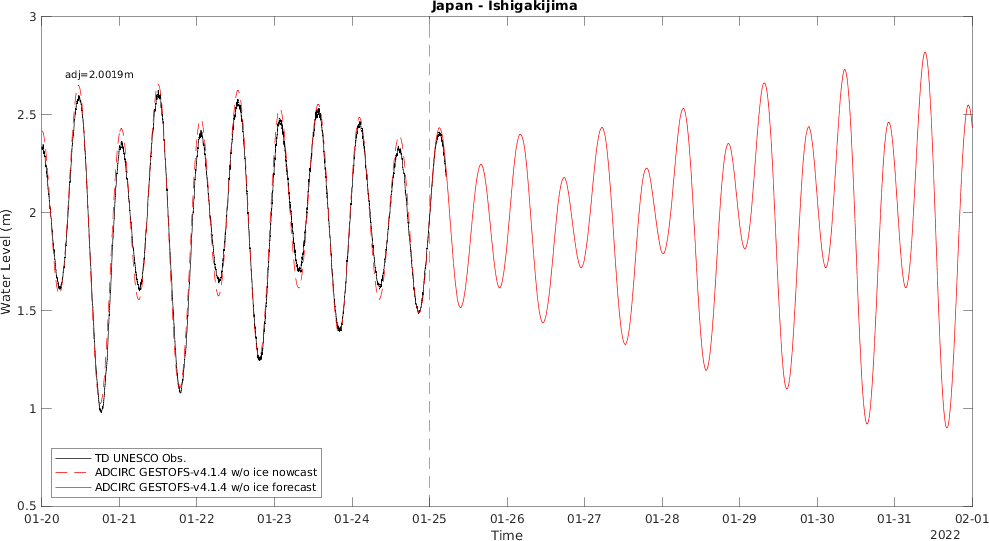 Japan - Ishigakijima
adj=2.0019m
Water Level (m)
3
2.5
2
1.5
1
0.5
TD UNESCO Obs.
ADCIRC GESTOFS-v4.1.4 w/o ice nowcast
ADCIRC GESTOFS-v4.1.4 w/o ice forecast
01-20 01-21 01-22 01-23 01-24 01-25 01-26 01-27 01-28 01-29 01-30 01-31 02-01
Time
2022